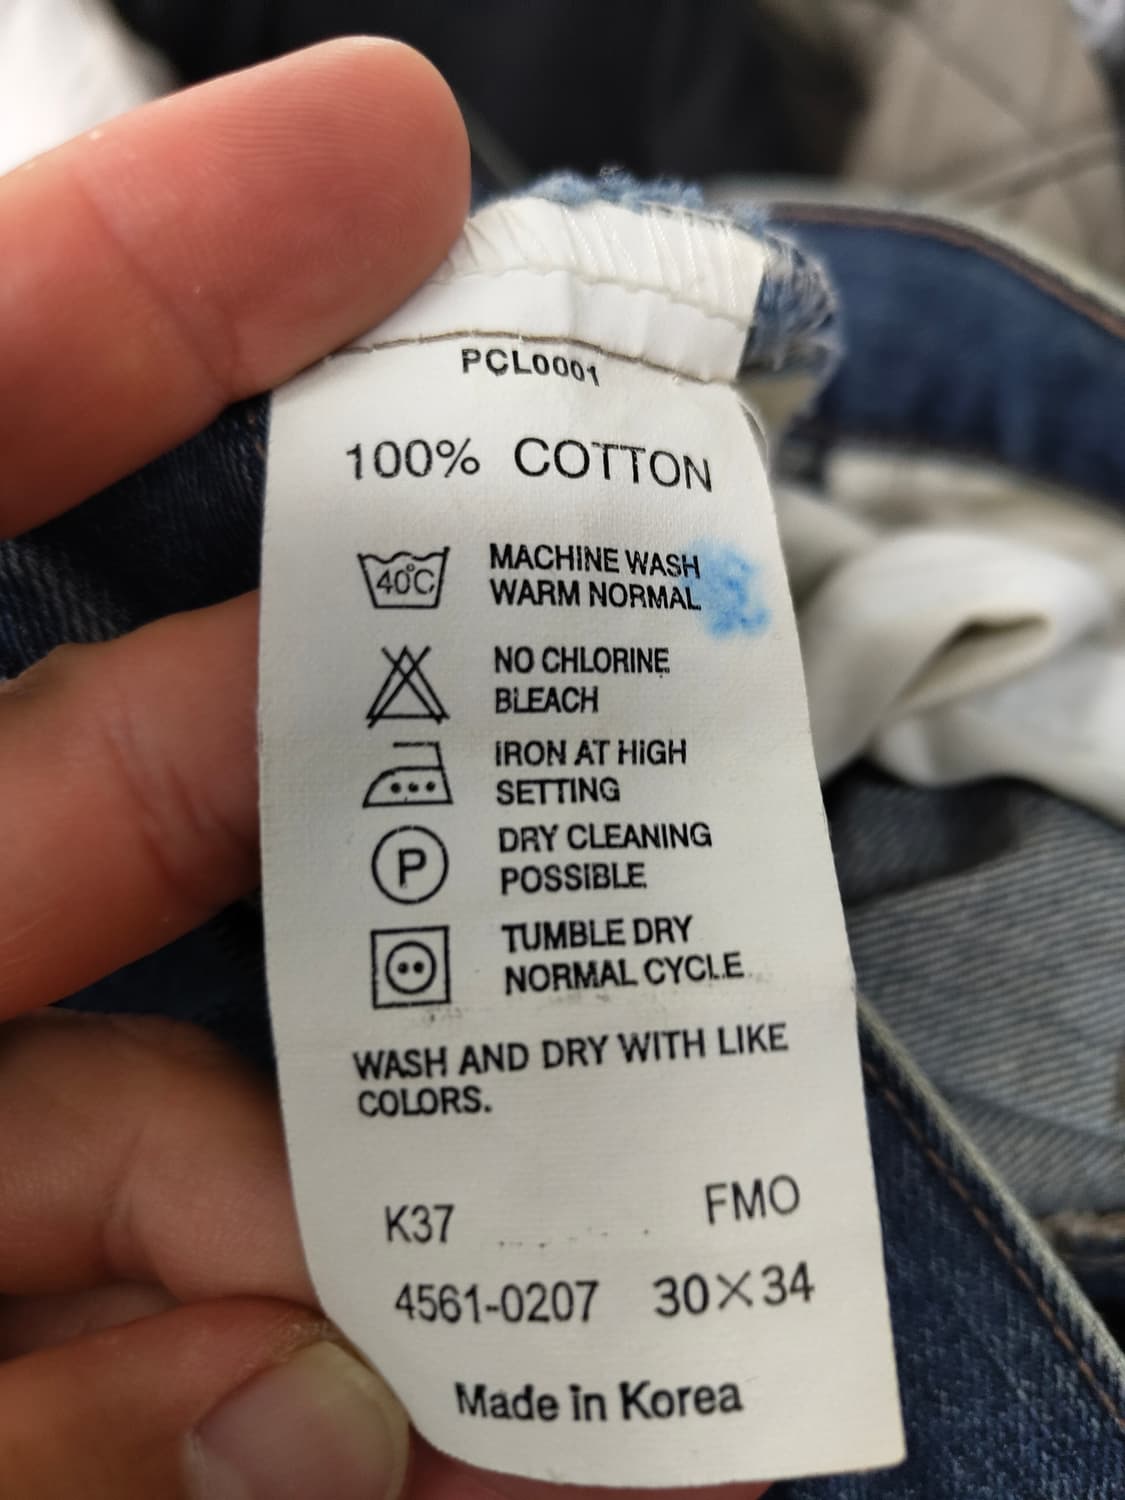 PCL0001
100% COTTON
40°C
MACHINE WASH
WARM NORMAL
NO CHLORINE
BLEACH
IRON AT HIGH
SETTING
P
DRY CLEANING
POSSIBLE
TUMBLE DRY
NORMAL CYCLE
WASH AND DRY WITH LIKE
COLORS.
K37 FMO
4561-0207 30×34
Made in Korea